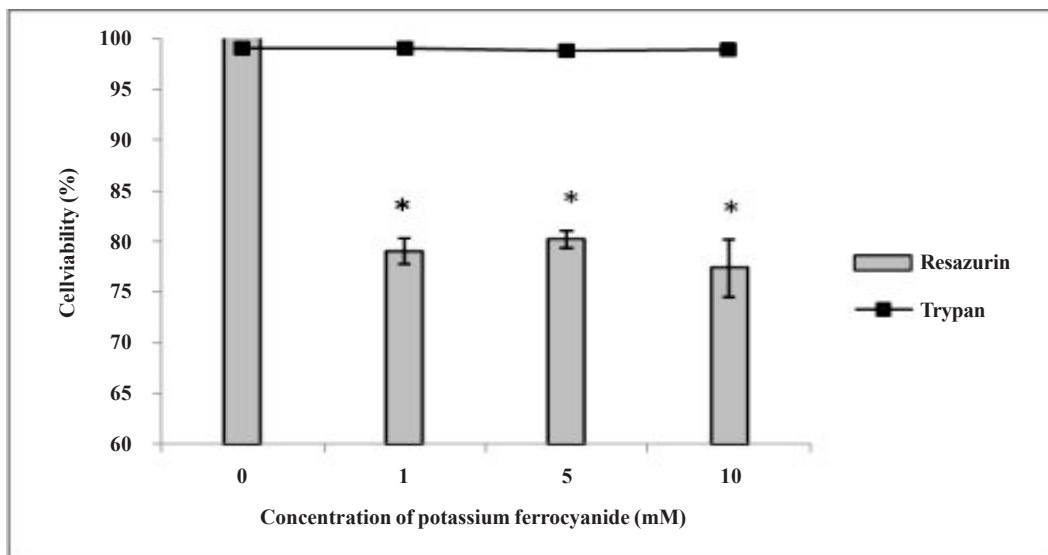 100
95
90
85
80
75
70
65
60
Cellviability (%)
* * *
0 1 5 10
Concentration of potassium ferrocyanide (mM)
Resazurin
Trypan